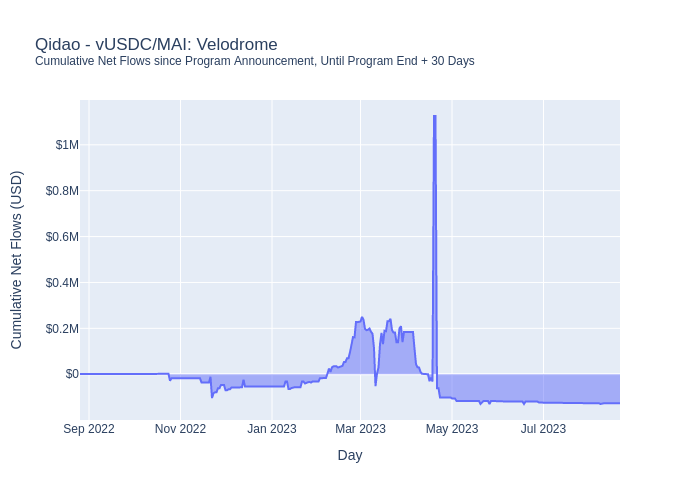 Qidao - vUSDC/MAI: Velodrome
Cumulative Net Flows since Program Announcement, Until Program End + 30 Days
Cumulative Net Flows (USD)
$1M
$0.8M
$0.6M
$0.4M
$0.2M
$0
Sep 2022 Nov 2022 Jan 2023 Mar 2023 May 2023 Jul 2023
Day